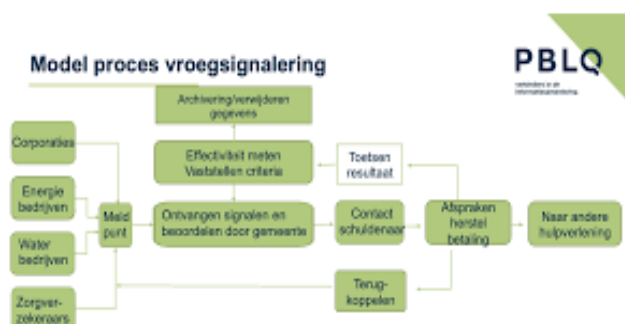 Model proces vroegsignalering
PBLQ
Archivering/verwijderen
gegevens
Corporaties
Effectiviteit meten
Vaststellen criteria
Toetsen
resultaat
Energie
bedrijven
Meld
punt
Ontvangen signalen en
beoordelen door gemeente
Contact
schuldenaar
Afspraken
herstel
betaling
Naar andere
hulpverlening
Water
bedrijven
Terug-
koppelen
Zorgver-
zekeraars